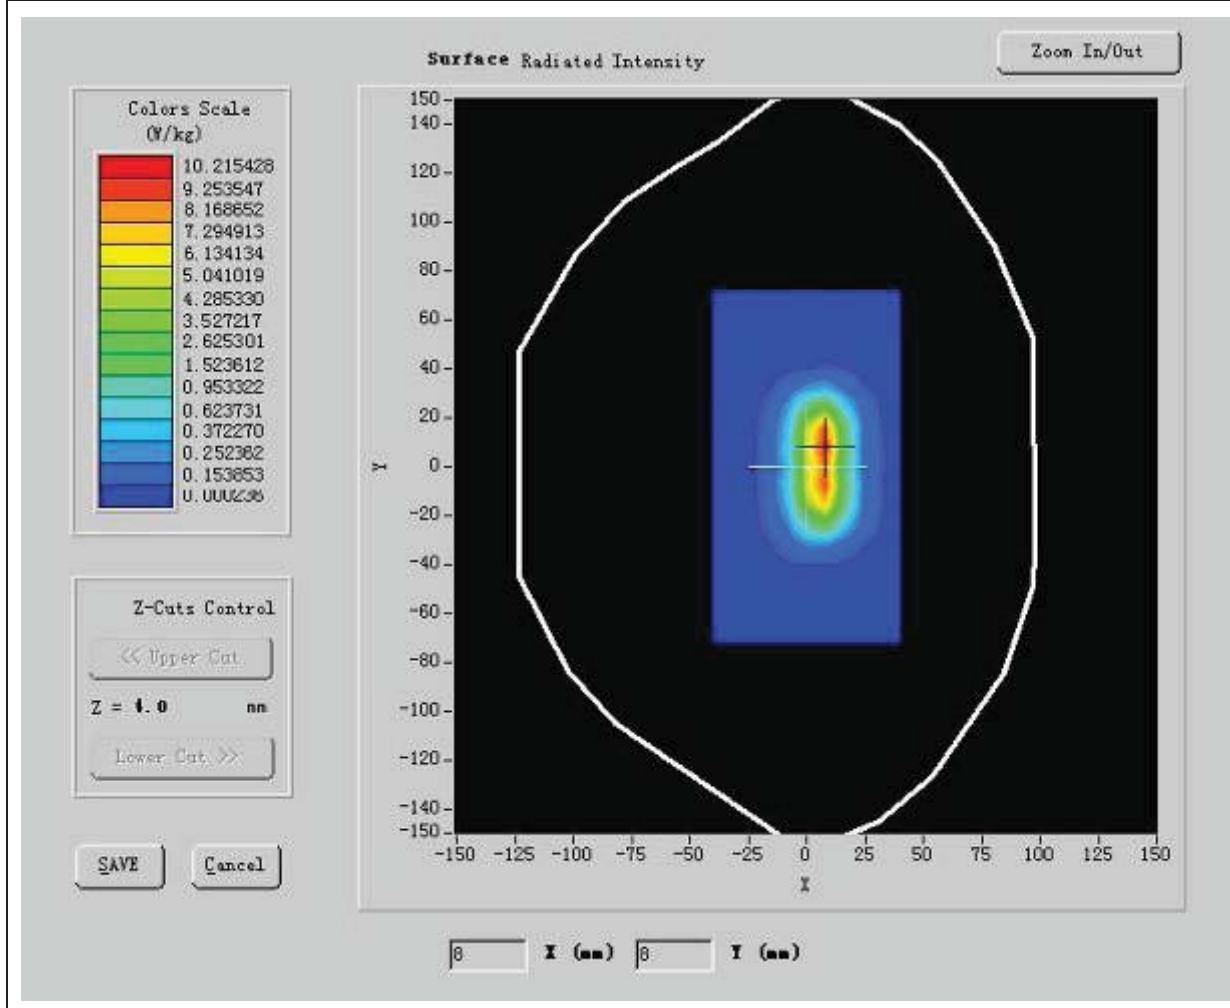 Surface Radiated Intensity
Zoom In/Out
Colors Scale
(W/kg)
10.215428
9.253547
8.168652
7.294913
6.134134
5.041019
4.285330
3.527217
2.625301
1.523612
0.953322
0.623731
0.372270
0.252362
0.153853
0.000236
150
140
120
100
80
60
40
20
0
-20
-40
-60
-80
-100
-120
-140
-150
Y
-150 -125 -100 -75 -50 -25 0 25 50 75 100 125 150
X
Z-Cuts Control
<< Upper Cut
Z = 4.0 mm
Lower Cut >>
SAVE
Cancel
8 X (mm) 8 Y (mm)